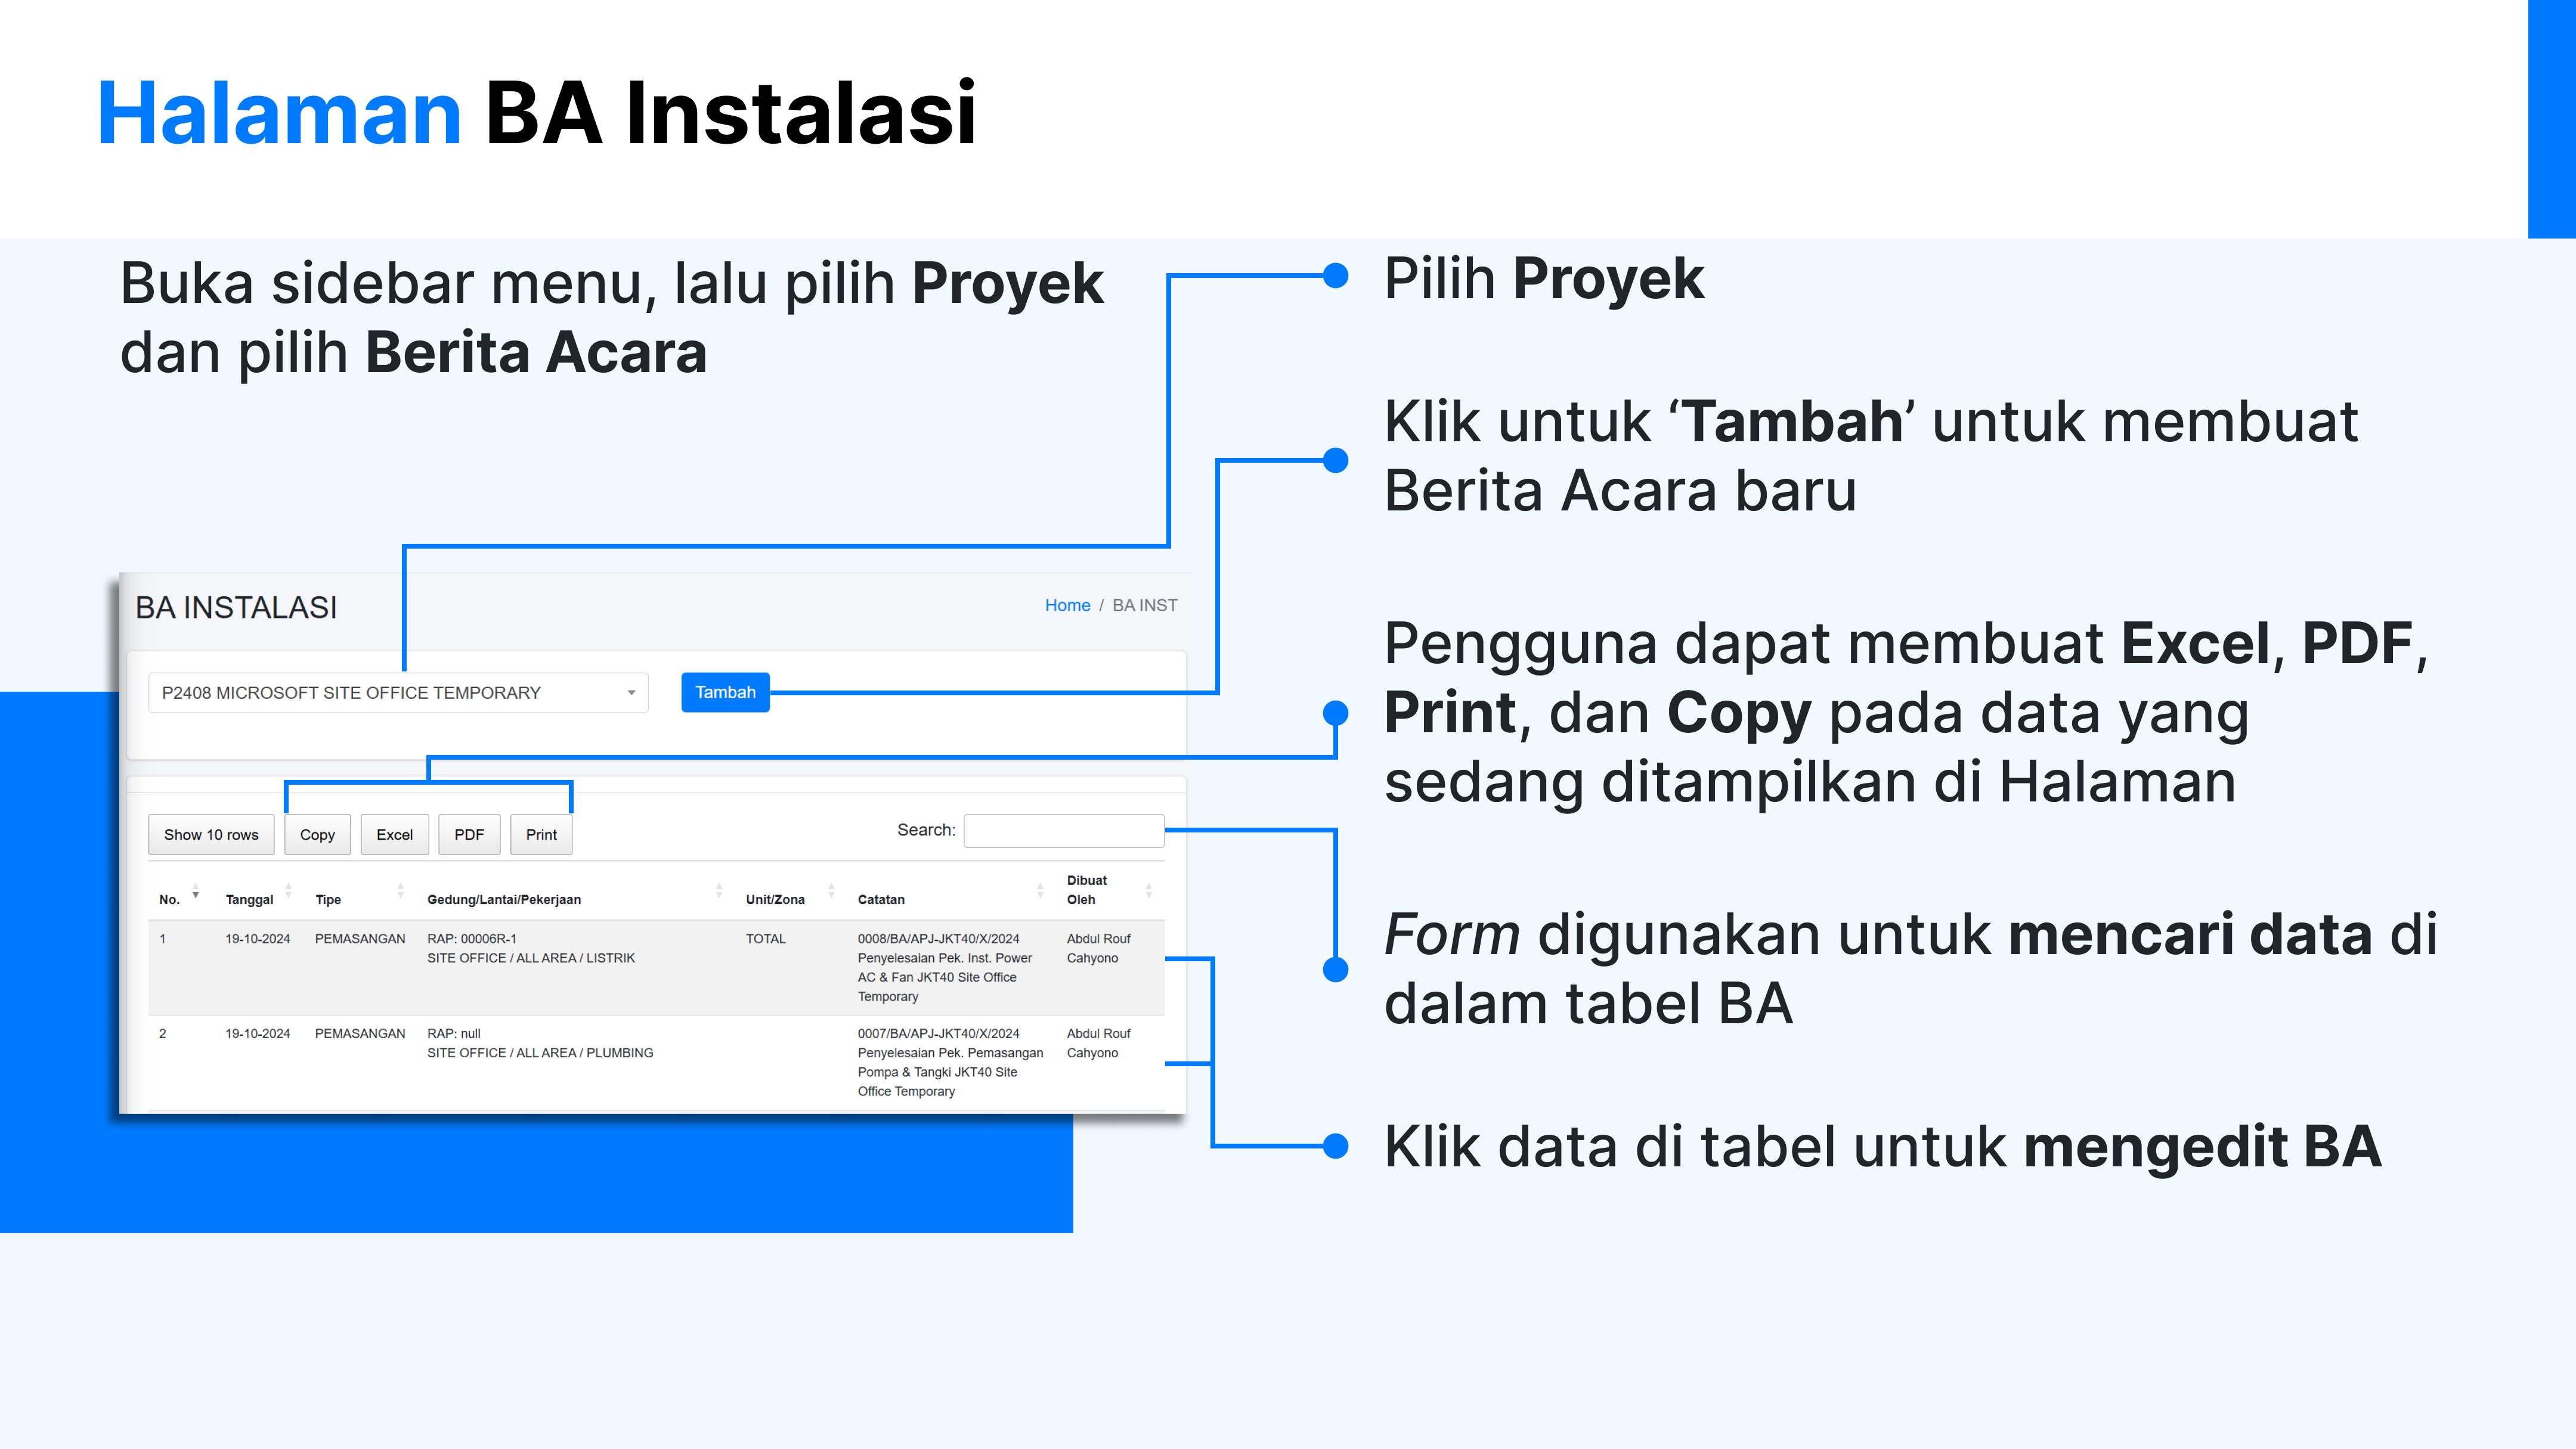 Halaman BA Instalasi
Buka sidebar menu, lalu pilih Proyek
dan pilih Berita Acara
BA INSTALASI
Home / BA INST
P2408 MICROSOFT SITE OFFICE TEMPORARY
Tambah
Show 10 rows Copy Excel PDF Print
Search:
No. Tanggal Tipe Gedung/Lantai/Pekerjaan Unit/Zona Catatan Dibuat
Oleh
1 19-10-2024 PEMASANGAN RAP: 00006R-1 TOTAL 0008/BA/APJ-JKT40/X/2024 Abdul Rouf
SITE OFFICE / ALL AREA / LISTRIK Penyelesaian Pek. Inst. Power Cahyono
AC & Fan JKT40 Site Office
Temporary
2 19-10-2024 PEMASANGAN RAP: null 0007/BA/APJ-JKT40/X/2024 Abdul Rouf
SITE OFFICE / ALL AREA / PLUMBING Penyelesaian Pek. Pemasangan Cahyono
Pompa & Tangki JKT40 Site
Office Temporary
Pilih Proyek
Klik untuk ‘Tambah’ untuk membuat
Berita Acara baru
Pengguna dapat membuat Excel, PDF,
Print, dan Copy pada data yang
sedang ditampilkan di Halaman
Form digunakan untuk mencari data di
dalam tabel BA
Klik data di tabel untuk mengedit BA